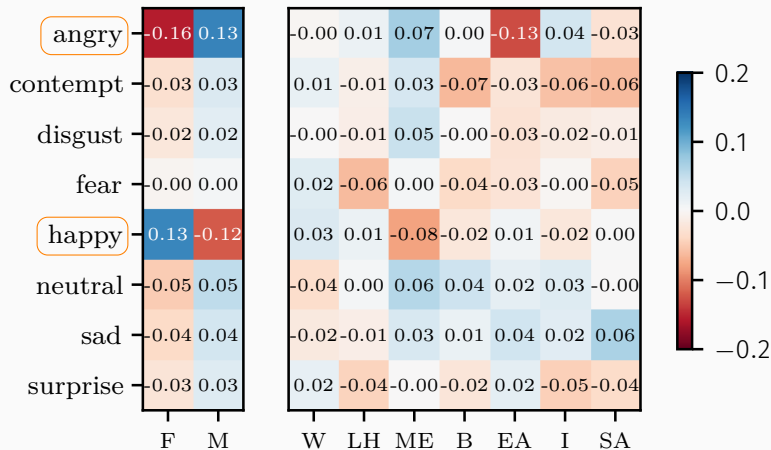 angry -0.16 0.13 -0.00 0.01 0.07 0.00 -0.13 0.04 -0.03
contempt -0.03 0.03 0.01 -0.01 0.03 -0.07 -0.03 -0.06 -0.06
disgust -0.02 0.02 -0.00 -0.01 0.05 -0.00 -0.03 -0.02 -0.01
fear -0.00 0.00 0.02 -0.06 0.00 -0.04 -0.03 -0.00 -0.05
happy 0.13 -0.12 0.03 0.01 -0.08 -0.02 0.01 -0.02 0.00
neutral -0.05 0.05 -0.04 0.00 0.06 0.04 0.02 0.03 -0.00
sad -0.04 0.04 -0.02 -0.01 0.03 0.01 0.04 0.02 0.06
surprise -0.03 0.03 0.02 -0.04 -0.00 -0.02 0.02 -0.05 -0.04
F M W LH ME B EA I SA
0.2
0.1
0.0
−0.1
−0.2